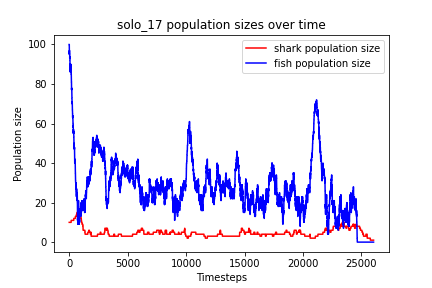 solo_17 population sizes over time
shark population size
fish population size
Population size
100
80
60
40
20
0
0
5000
10000
15000
20000
25000
Timesteps